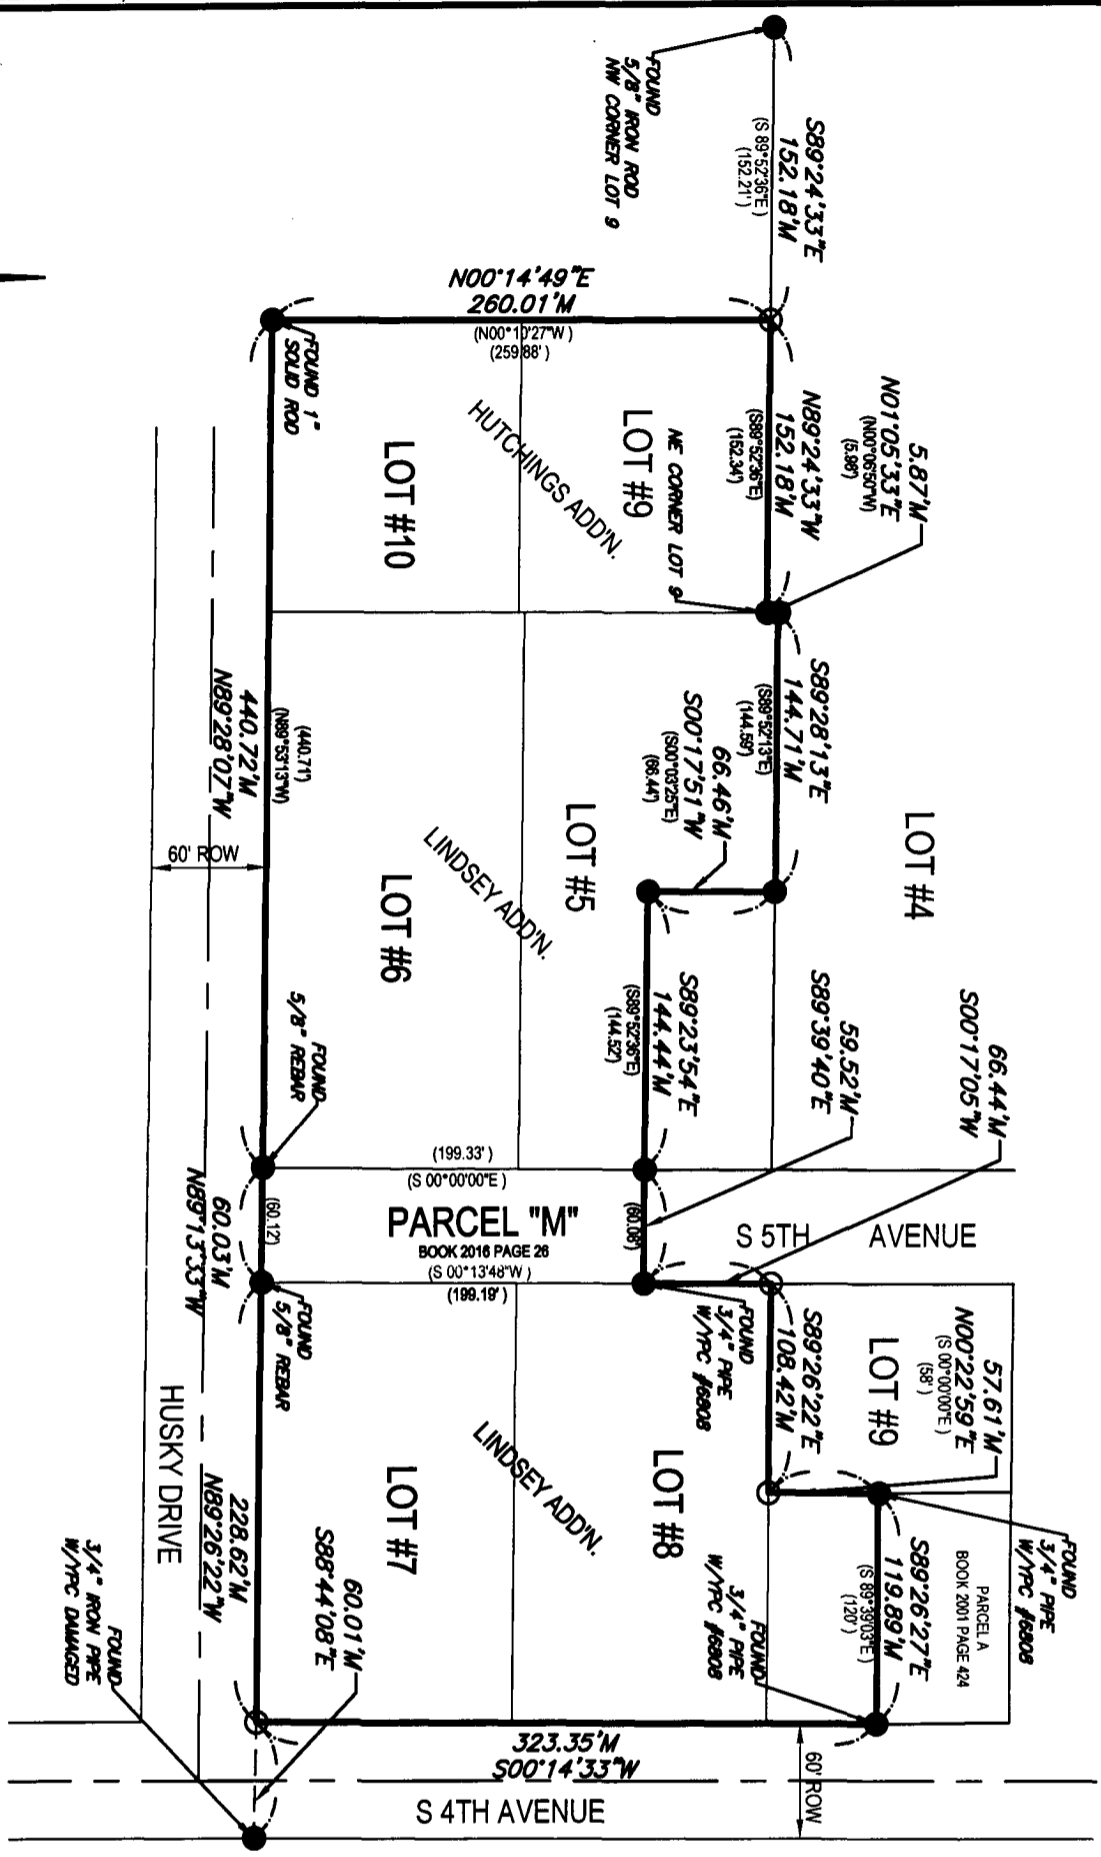 FOUND
5/8" IRON ROD
NW CORNER LOT 9
S89°24'33"E
152.18'M
(S 89°52'36"E )
(152.21' )
N00°14'49"E
260.01'M
(N00°10'27"W )
(259.88' )
FOUND 1"
SOLID ROD
LOT #10
HUTCHINGS ADD'N.
LOT #9
NE CORNER LOT 9
N89°24'33"W
152.18'M
(S89°52'36"E)
(152.34')
5.87'M
N01°05'33"E
(N00°06'50"W)
(5.98')
S89°28'13"E
144.71'M
(S89°52'13"E)
(144.59')
66.46'M
S00°17'51"W
(S00°03'25"E)
(66.44')
LOT #4
LOT #5
LINDSEY ADD'N.
LOT #6
(440.71')
(N89°53'13"W)
440.72'M
N89°28'07"W
60' ROW
S89°23'54"E
144.44'M
(S89°52'36"E)
(144.52')
59.52'M
S89°39'40"E
66.44'M
S00°17'05"W
FOUND
5/8" REBAR
(199.33' )
(S 00°00'00"E )
PARCEL "M"
BOOK 2016 PAGE 26
(S 00°13'48"W )
(199.19' )
(60.12')
(60.08')
60.03'M
N89°13'33"W
S 5TH AVENUE
FOUND
5/8" REBAR
FOUND
3/4" PIPE
W/YPC #6808
S89°26'22"E
108.42'M
LOT #9
57.61'M
N00°22'59"E
(S 00°00'00"E )
(58' )
FOUND
3/4" PIPE
W/YPC #6808
PARCEL A
BOOK 2001 PAGE 424
S89°26'27"E
119.89'M
(S 89°39'03"E )
(120' )
FOUND
3/4" PIPE
W/YPC #6808
LOT #8
LINDSEY ADD'N.
LOT #7
HUSKY DRIVE
228.62'M
N89°26'22"W
60.01'M
S88°44'08"E
FOUND
3/4" IRON PIPE
W/YPC DAMAGED
323.35'M
S00°14'33"W
60' ROW
S 4TH AVENUE